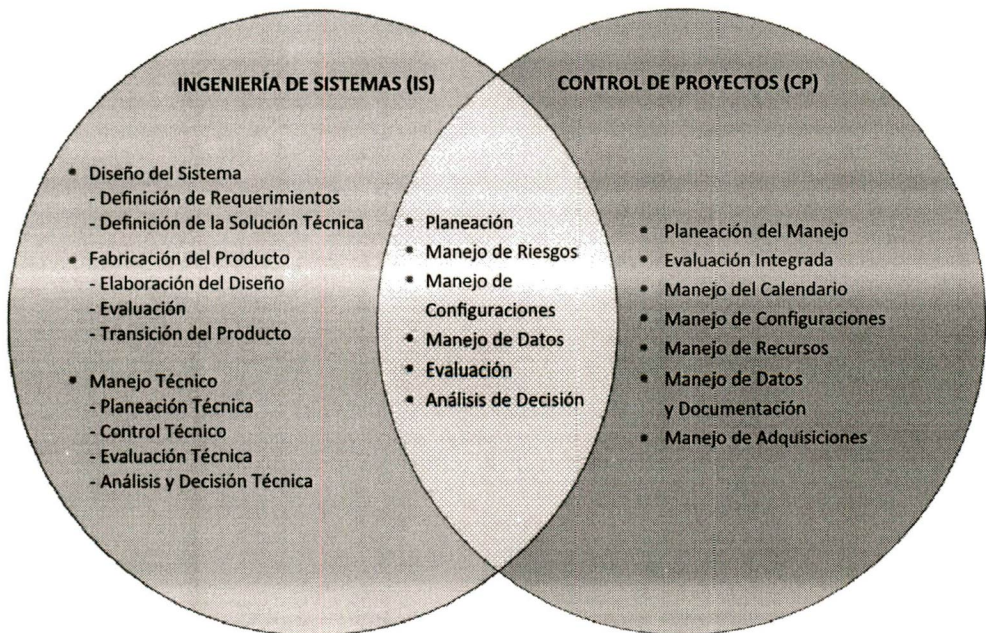 INGENIERÍA DE SISTEMAS (IS)
• Diseño del Sistema
- Definición de Requerimientos
- Definición de la Solución Técnica
• Fabricación del Producto
- Elaboración del Diseño
- Evaluación
- Transición del Producto
• Manejo Técnico
- Planeación Técnica
- Control Técnico
- Evaluación Técnica
- Análisis y Decisión Técnica
• Planeación
• Manejo de Riesgos
• Manejo de
Configuraciones
• Manejo de Datos
• Evaluación
• Análisis de Decisión
CONTROL DE PROYECTOS (CP)
• Planeación del Manejo
• Evaluación Integrada
• Manejo del Calendario
• Manejo de Configuraciones
• Manejo de Recursos
• Manejo de Datos
y Documentación
• Manejo de Adquisiciones